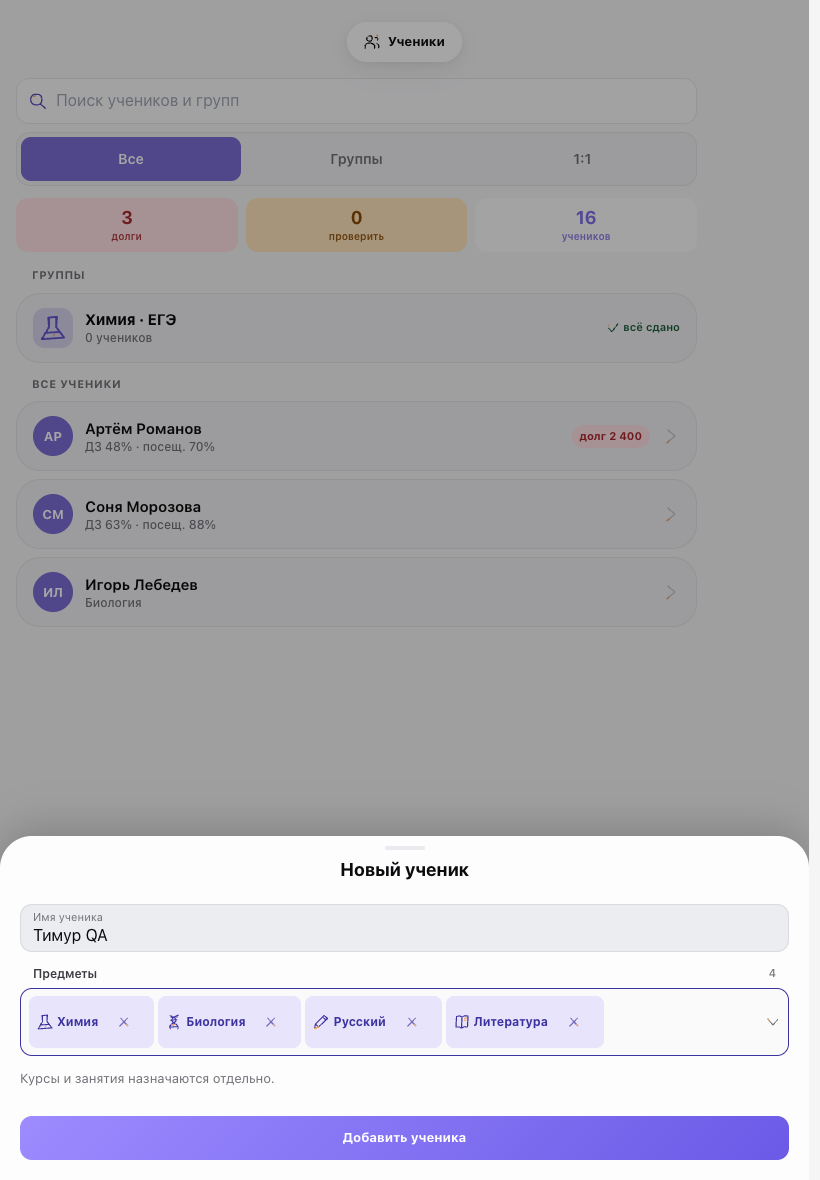 Ученики
Поиск учеников и групп
Все Группы 1:1
3 0 16
долги проверить учеников
ГРУППЫ
Химия · ЕГЭ
0 учеников
всё сдано
ВСЕ УЧЕНИКИ
АР
Артём Романов
ДЗ 48% · посещ. 70%
долг 2 400
СМ
Соня Морозова
ДЗ 63% · посещ. 88%
ИЛ
Игорь Лебедев
Биология
Новый ученик
Имя ученика
Тимур QA
Предметы 4
Химия Биология Русский Литература
Курсы и занятия назначаются отдельно.
Добавить ученика